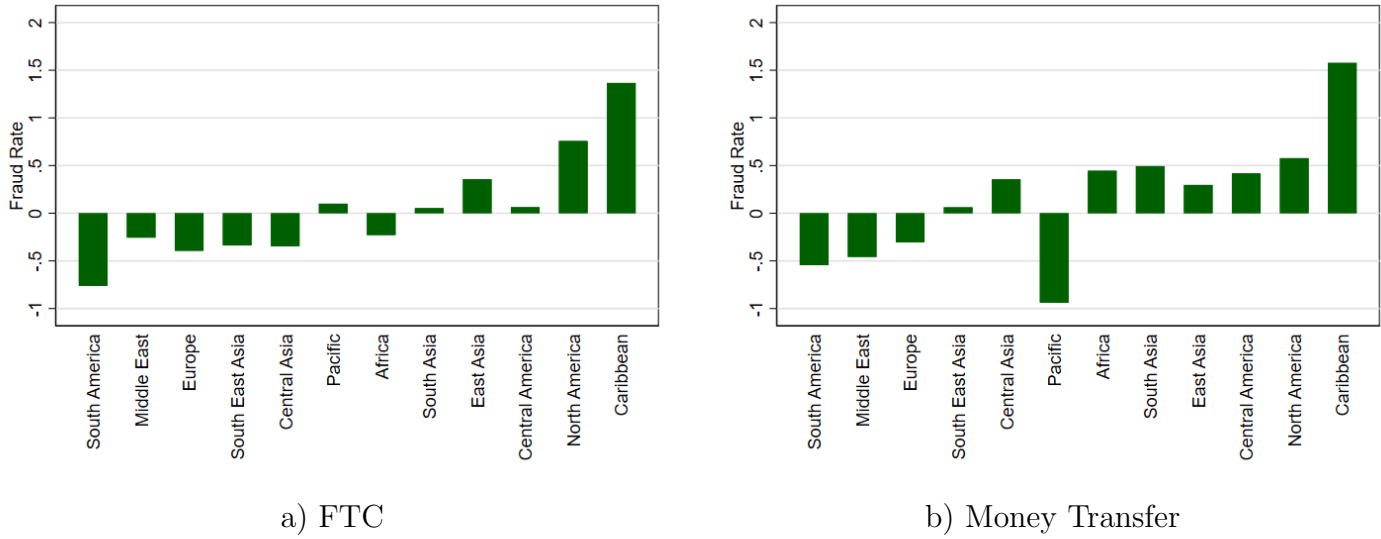 2
1.5
1
.5
0
-.5
-1
Fraud Rate
South America
Middle East
Europe
South East Asia
Central Asia
Pacific
Africa
South Asia
East Asia
Central America
North America
Caribbean
a) FTC
2
1.5
1
.5
0
-.5
-1
Fraud Rate
South America
Middle East
Europe
South East Asia
Central Asia
Pacific
Africa
South Asia
East Asia
Central America
North America
Caribbean
b) Money Transfer